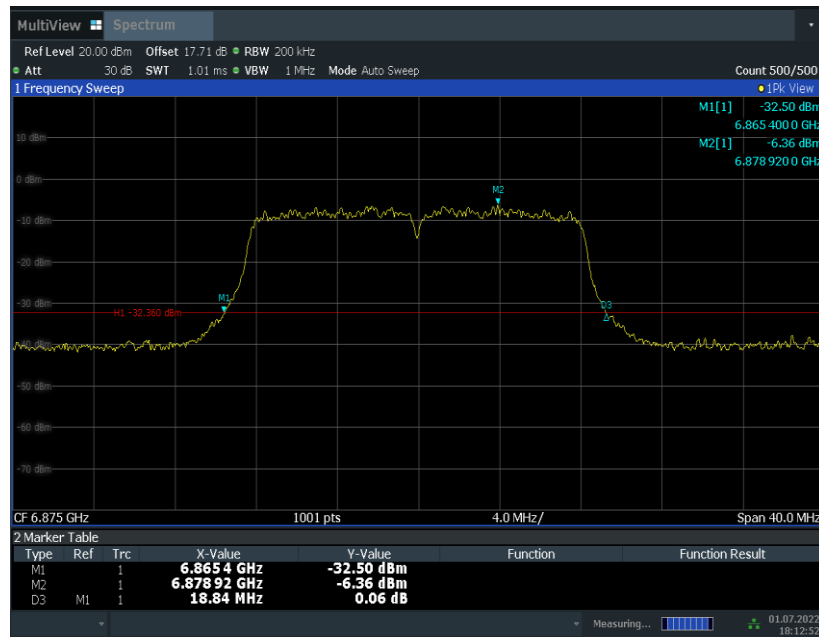 MultiView Spectrum
Ref Level 20.00 dBm Offset 17.71 dB RBW 200 kHz
Att 30 dB SWT 1.01 ms VBW 1 MHz Mode Auto Sweep Count 500/500
1 Frequency Sweep 1Pk View
M1[1] -32.50 dBm
6.865 400 0 GHz
10 dBm
M2[1] -6.36 dBm
6.878 920 0 GHz
0 dBm
M2
-10 dBm
-20 dBm
M1
-30 dBm
D3
H1 -32.360 dBm
-40 dBm
-50 dBm
-60 dBm
-70 dBm
CF 6.875 GHz 1001 pts 4.0 MHz/ Span 40.0 MHz
2 Marker Table
Type Ref Trc X-Value Y-Value Function Function Result
M1 1 6.865 4 GHz -32.50 dBm
M2 1 6.878 92 GHz -6.36 dBm
D3 M1 1 18.84 MHz 0.06 dB
Measuring... 01.07.2022
18:12:52